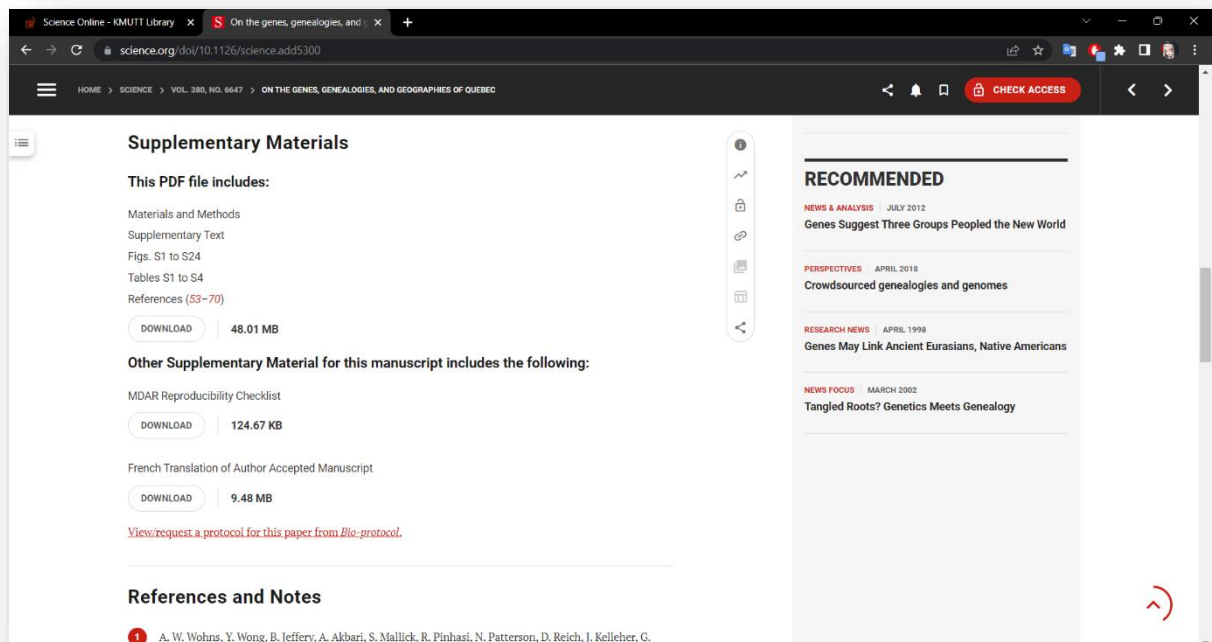 Science Online - KMUTT Library
On the genes, genealogies, and g
science.org/doi/10.1126/science.add5300
HOME > SCIENCE > VOL. 380, NO. 6647 > ON THE GENES, GENEALOGIES, AND GEOGRAPHIES OF QUEBEC
CHECK ACCESS
Supplementary Materials
This PDF file includes:
Materials and Methods
Supplementary Text
Figs. S1 to S24
Tables S1 to S4
References (53–70)
DOWNLOAD 48.01 MB
Other Supplementary Material for this manuscript includes the following:
MDAR Reproducibility Checklist
DOWNLOAD 124.67 KB
French Translation of Author Accepted Manuscript
DOWNLOAD 9.48 MB
View/request a protocol for this paper from Bio-protocol.
References and Notes
1 A. W. Wohns, Y. Wong, B. Jeffery, A. Akbari, S. Mallick, R. Pinhasi, N. Patterson, D. Reich, J. Kelleher, G.
RECOMMENDED
NEWS & ANALYSIS | JULY 2012
Genes Suggest Three Groups Peopled the New World
PERSPECTIVES | APRIL 2018
Crowdsourced genealogies and genomes
RESEARCH NEWS | APRIL 1998
Genes May Link Ancient Eurasians, Native Americans
NEWS FOCUS | MARCH 2002
Tangled Roots? Genetics Meets Genealogy